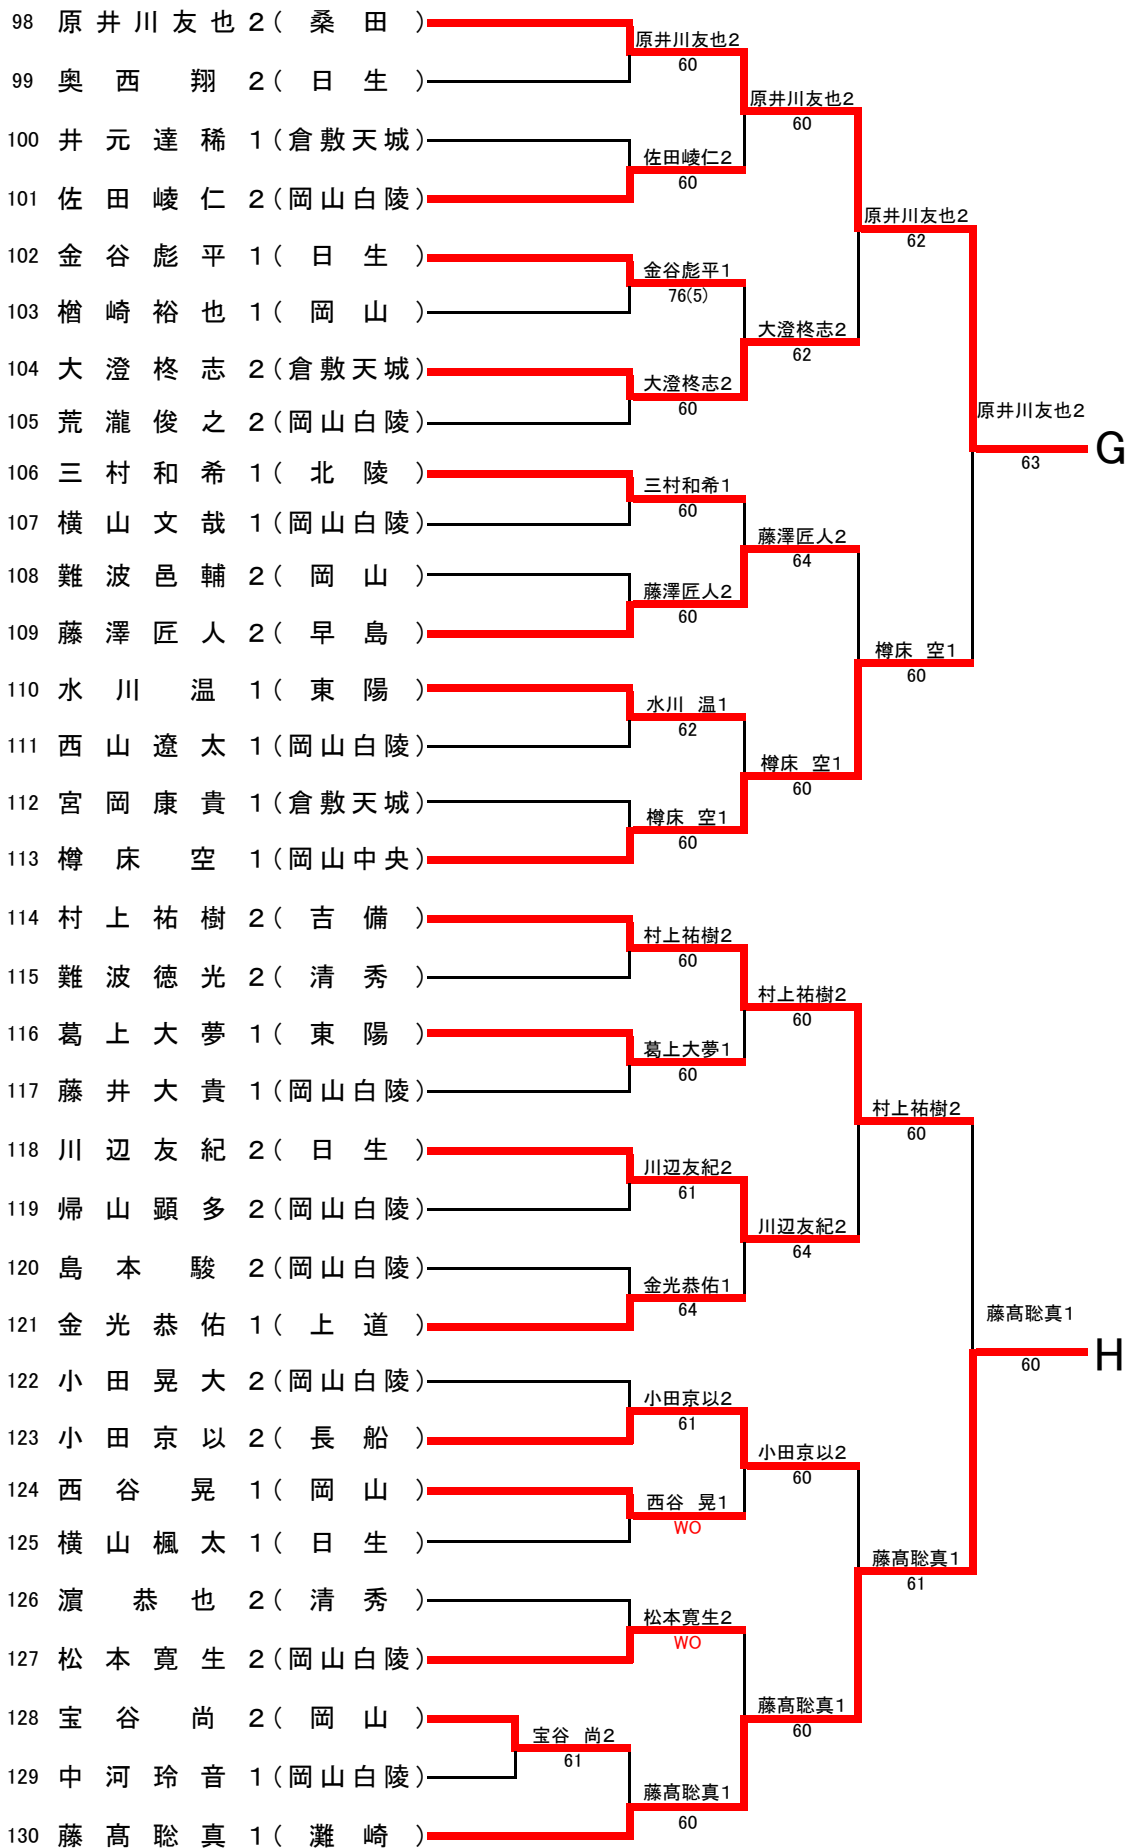 98 原井川友也 2 ( 桑田 )
99 奥西翔 2 ( 日生 )
100 井元達稀 1 (倉敷天城)
101 佐田崚仁 2 (岡山白陵)
102 金谷彪平 1 ( 日生 )
103 楢崎裕也 1 ( 岡山 )
104 大澄柊志 2 (倉敷天城)
105 荒瀧俊之 2 (岡山白陵)
106 三村和希 1 ( 北陵 )
107 横山文哉 1 (岡山白陵)
108 難波邑輔 2 ( 岡山 )
109 藤澤匠人 2 ( 早島 )
110 水川温 1 ( 東陽 )
111 西山遼太 1 (岡山白陵)
112 宮岡康貴 1 (倉敷天城)
113 樽床空 1 (岡山中央)
114 村上祐樹 2 ( 吉備 )
115 難波徳光 2 ( 清秀 )
116 葛上大夢 1 ( 東陽 )
117 藤井大貴 1 (岡山白陵)
118 川辺友紀 2 ( 日生 )
119 帰山顕多 2 (岡山白陵)
120 島本駿 2 (岡山白陵)
121 金光恭佑 1 ( 上道 )
122 小田晃大 2 (岡山白陵)
123 小田京以 2 ( 長船 )
124 西谷晃 1 ( 岡山 )
125 横山楓太 1 ( 日生 )
126 濵恭也 2 ( 清秀 )
127 松本寛生 2 (岡山白陵)
128 宝谷尚 2 ( 岡山 )
129 中河玲音 1 (岡山白陵)
130 藤髙聡真 1 ( 灘崎 )
宝谷 尚2
61
原井川友也2
60
佐田崚仁2
60
金谷彪平1
76(5)
大澄柊志2
60
三村和希1
60
藤澤匠人2
60
水川 温1
62
樽床 空1
60
村上祐樹2
60
葛上大夢1
60
川辺友紀2
61
金光恭佑1
64
小田京以2
61
西谷 晃1
WO
松本寛生2
WO
藤髙聡真1
60
原井川友也2
60
大澄柊志2
62
藤澤匠人2
64
樽床 空1
60
村上祐樹2
60
川辺友紀2
64
小田京以2
60
藤髙聡真1
60
原井川友也2
62
樽床 空1
60
村上祐樹2
60
藤髙聡真1
61
原井川友也2
63
G
藤髙聡真1
60
H